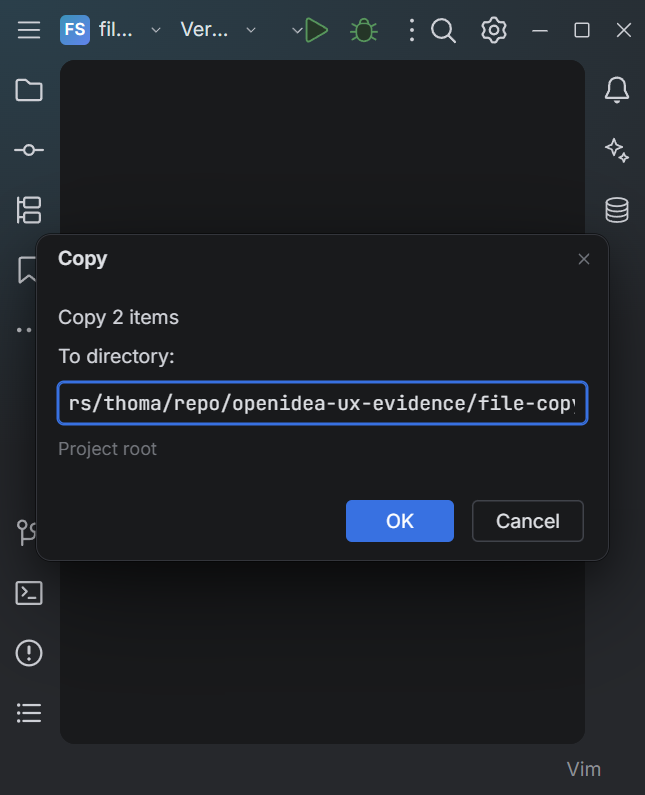 FS fil... Ver...
Copy
Copy 2 items
To directory:
rs/thoma/repo/openidea-ux-evidence/file-copy
Project root
OK Cancel
Vim